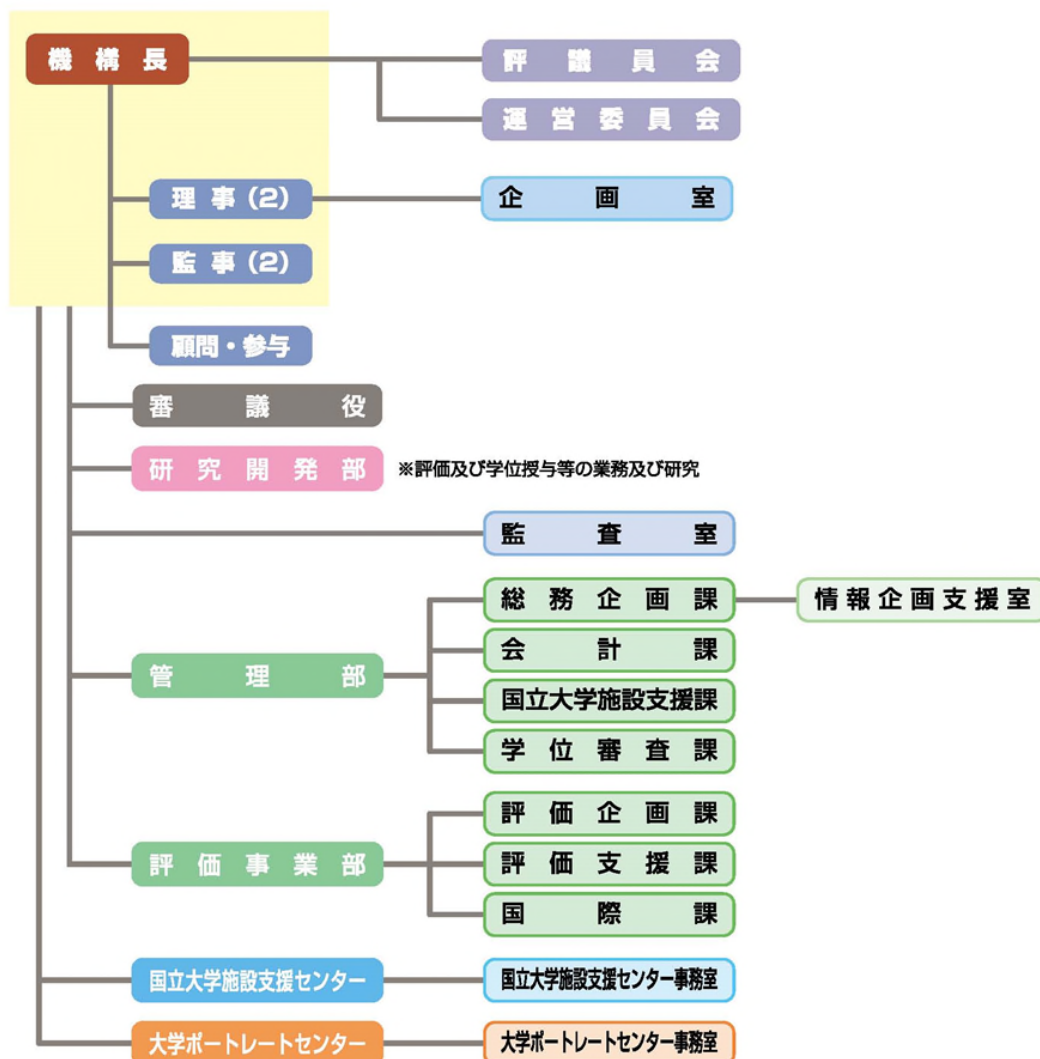 機構長
評議員会
運営委員会
理事(2)
企画室
監事(2)
顧問・参与
審議役
研究開発部 ※評価及び学位授与等の業務及び研究
監査室
総務企画課
情報企画支援室
会計課
管理部
国立大学施設支援課
学位審査課
評価企画課
評価事業部
評価支援課
国際課
国立大学施設支援センター
国立大学施設支援センター事務室
大学ポートレートセンター
大学ポートレートセンター事務室